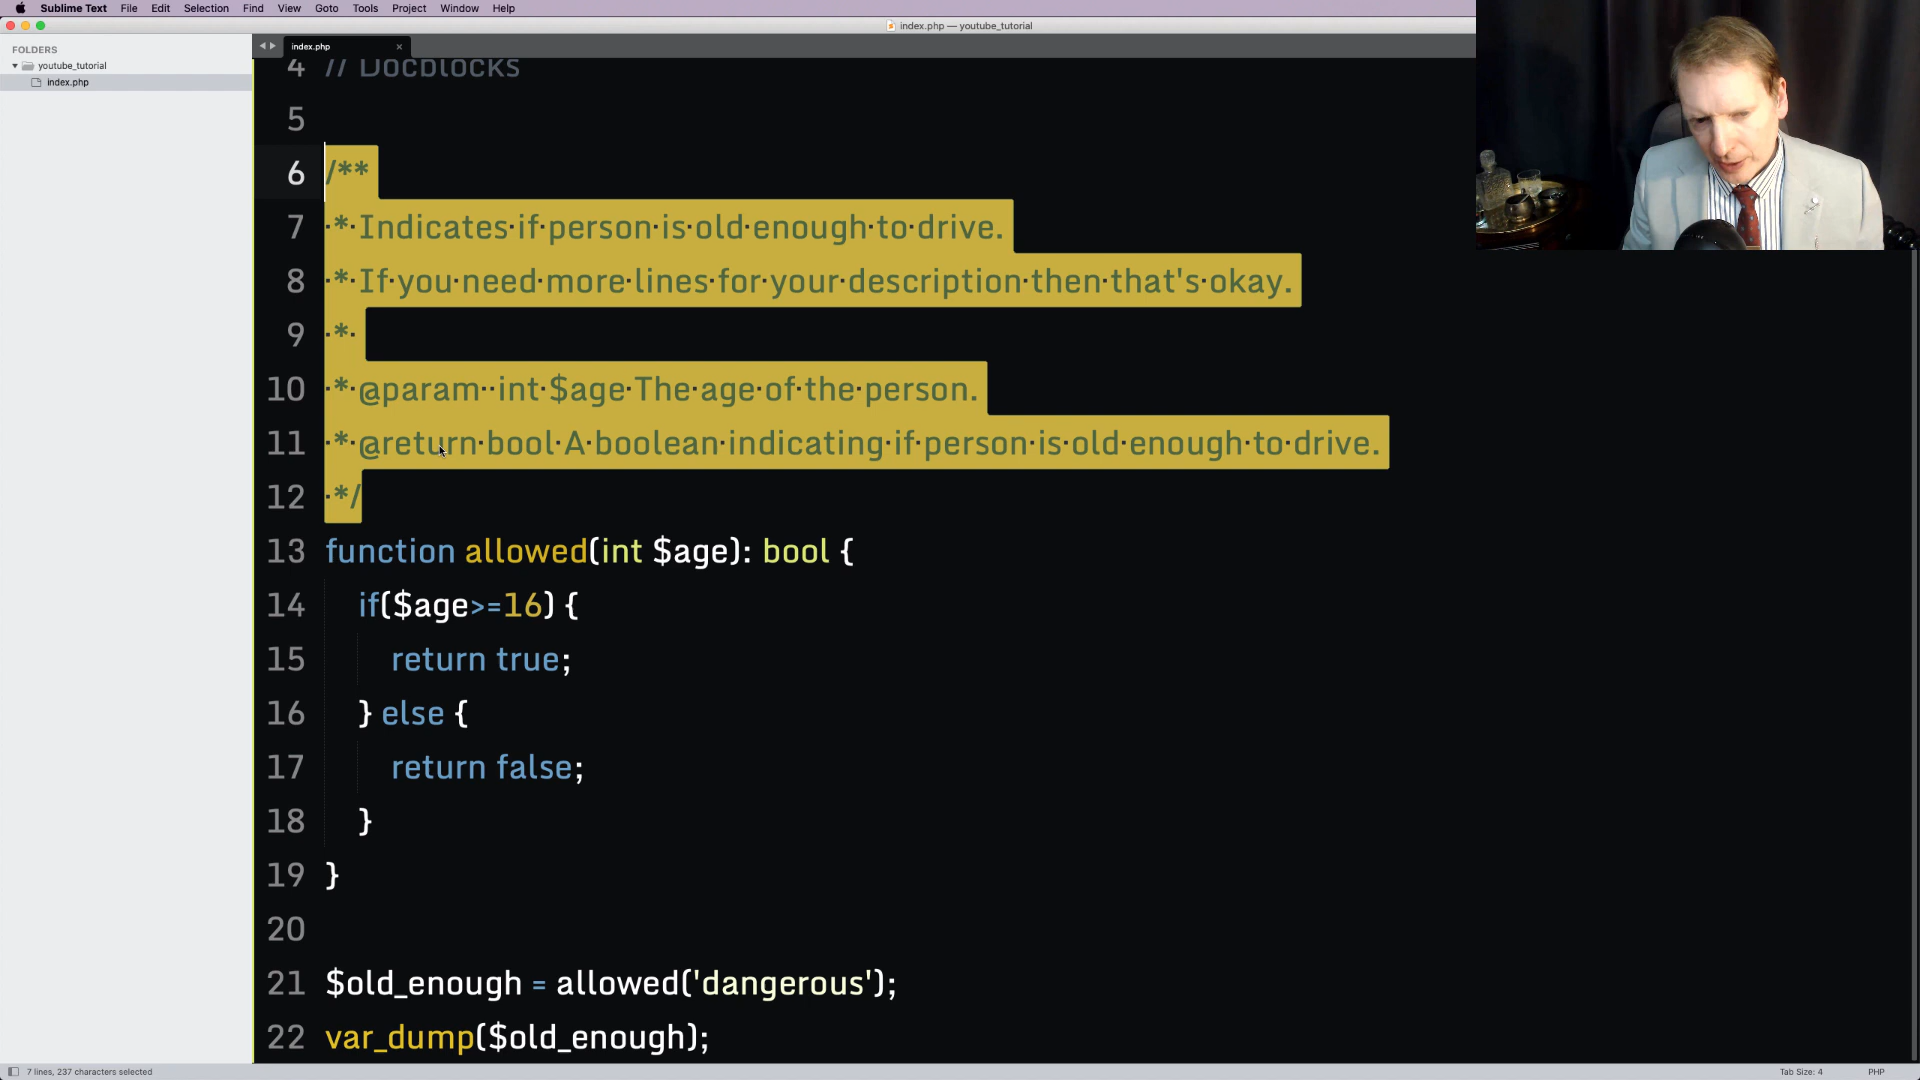 Sublime Text File Edit Selection Find View Goto Tools Project Window Help
index.php — youtube_tutorial
FOLDERS
youtube_tutorial
index.php
index.php
4 // Docblocks
5
6 /**
7 * Indicates if person is old enough to drive.
8 * If you need more lines for your description then that's okay.
9 *
10 * @param  int $age The age of the person.
11 * @return bool A boolean indicating if person is old enough to drive.
12 */
13 function allowed(int $age): bool {
14 if($age>=16) {
15 return true;
16 } else {
17 return false;
18 }
19 }
20
21 $old_enough = allowed('dangerous');
22 var_dump($old_enough);
7 lines, 237 characters selected
Tab Size: 4
PHP